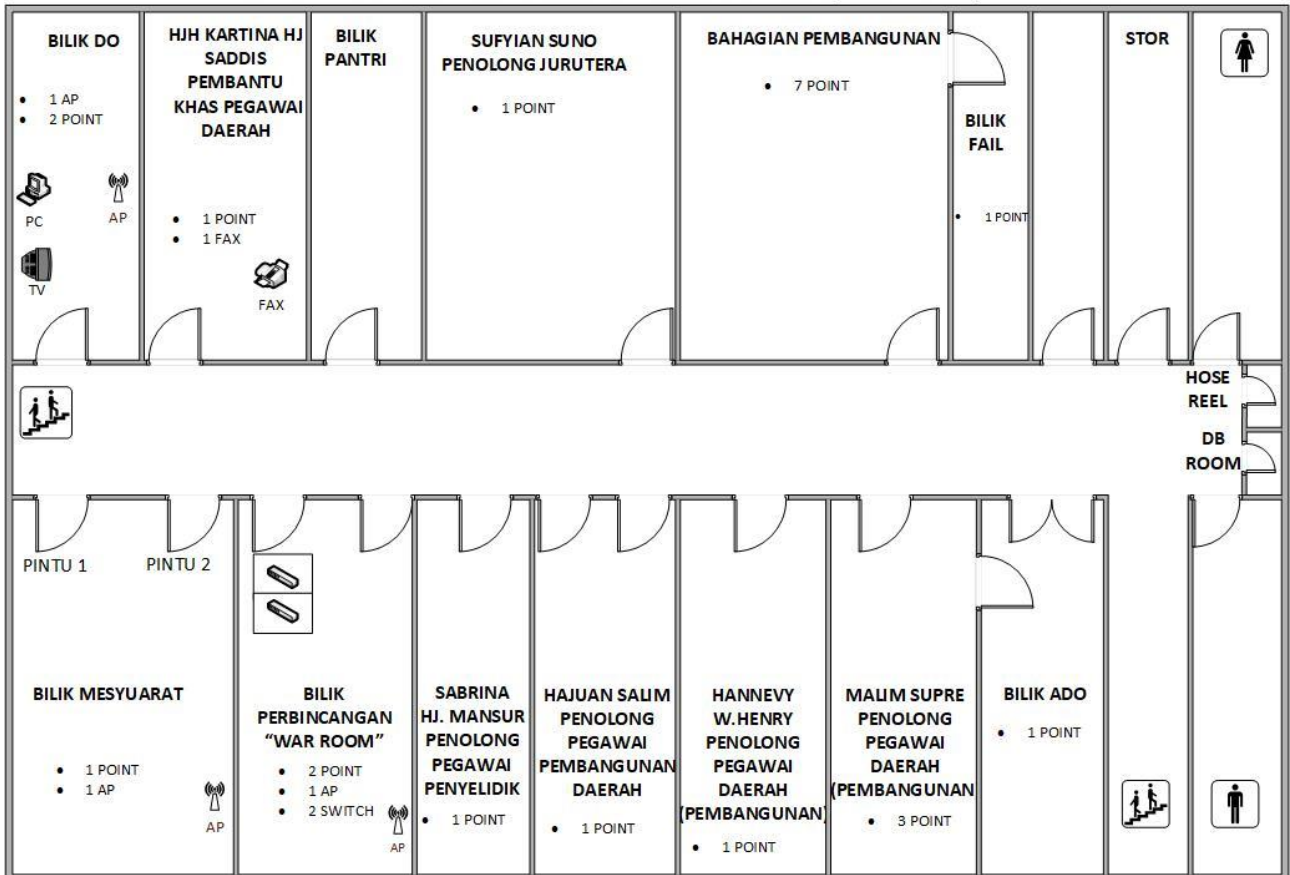 BILIK DO
• 1 AP
• 2 POINT
PC
AP
TV
HJH KARTINA HJ
SADDIS
PEMBANTU
KHAS PEGAWAI
DAERAH
• 1 POINT
• 1 FAX
FAX
BILIK
PANTRI
SUFYIAN SUNO
PENOLONG JURUTERA
• 1 POINT
BAHAGIAN PEMBANGUNAN
• 7 POINT
BILIK
FAIL
• 1 POINT
STOR
HOSE
REEL
DB
ROOM
PINTU 1
PINTU 2
BILIK MESYUARAT
• 1 POINT
• 1 AP
AP
BILIK
PERBINCANGAN
“WAR ROOM”
• 2 POINT
• 1 AP
• 2 SWITCH
AP
SABRINA
HJ. MANSUR
PENOLONG
PEGAWAI
PENYELIDIK
• 1 POINT
HAJUAN SALIM
PENOLONG
PEGAWAI
PEMBANGUNAN
DAERAH
• 1 POINT
HANNEVY
W.HENRY
PENOLONG
PEGAWAI
DAERAH
(PEMBANGUNAN)
• 1 POINT
MALIM SUPRE
PENOLONG
PEGAWAI
DAERAH
(PEMBANGUNAN
• 3 POINT
BILIK ADO
• 1 POINT